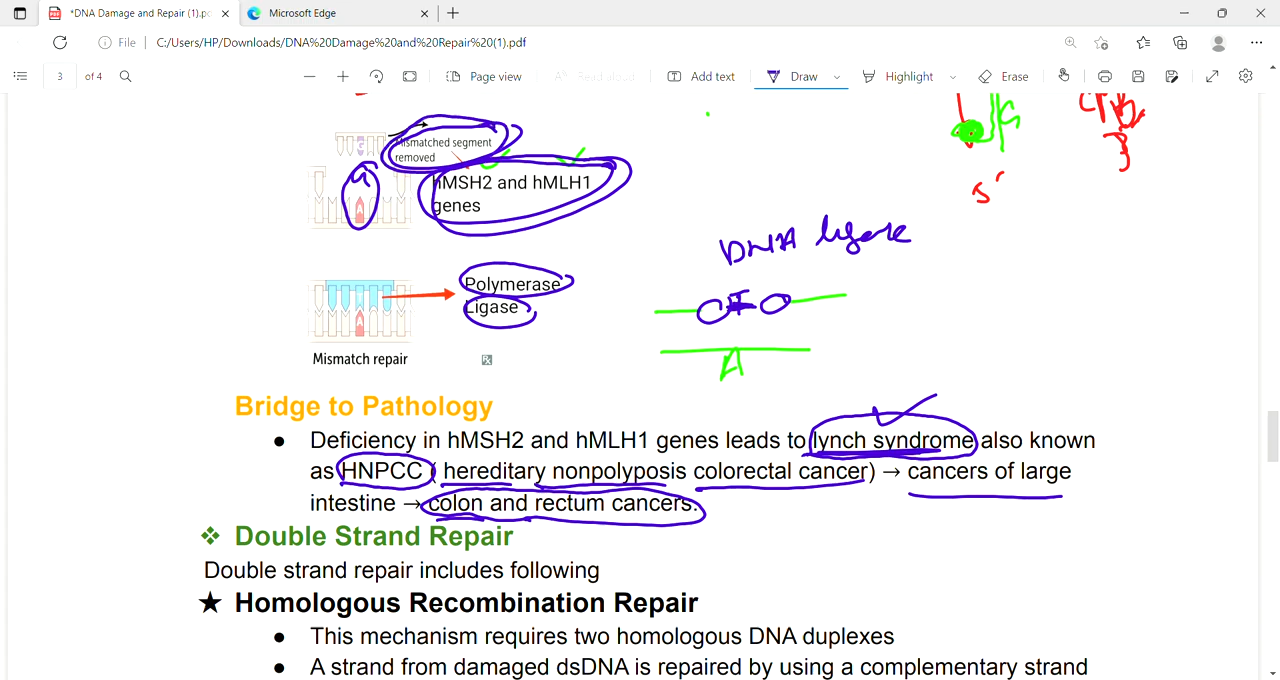 *DNA Damage and Repair (1).pd
Microsoft Edge
File
C:/Users/HP/Downloads/DNA%20Damage%20and%20Repair%20(1).pdf
3
of 4
Page view
Read aloud
Add text
Draw
Highlight
Erase
G
5'
Mismatched segment
removed
hMSH2 and hMLH1
genes
DNA ligase
Polymerase
Ligase
Mismatch repair
A
Bridge to Pathology
● Deficiency in hMSH2 and hMLH1 genes leads to lynch syndrome also known
as HNPCC ( hereditary nonpolyposis colorectal cancer) → cancers of large
intestine → colon and rectum cancers.
❖ Double Strand Repair
Double strand repair includes following
★ Homologous Recombination Repair
● This mechanism requires two homologous DNA duplexes
● A strand from damaged dsDNA is repaired by using a complementary strand